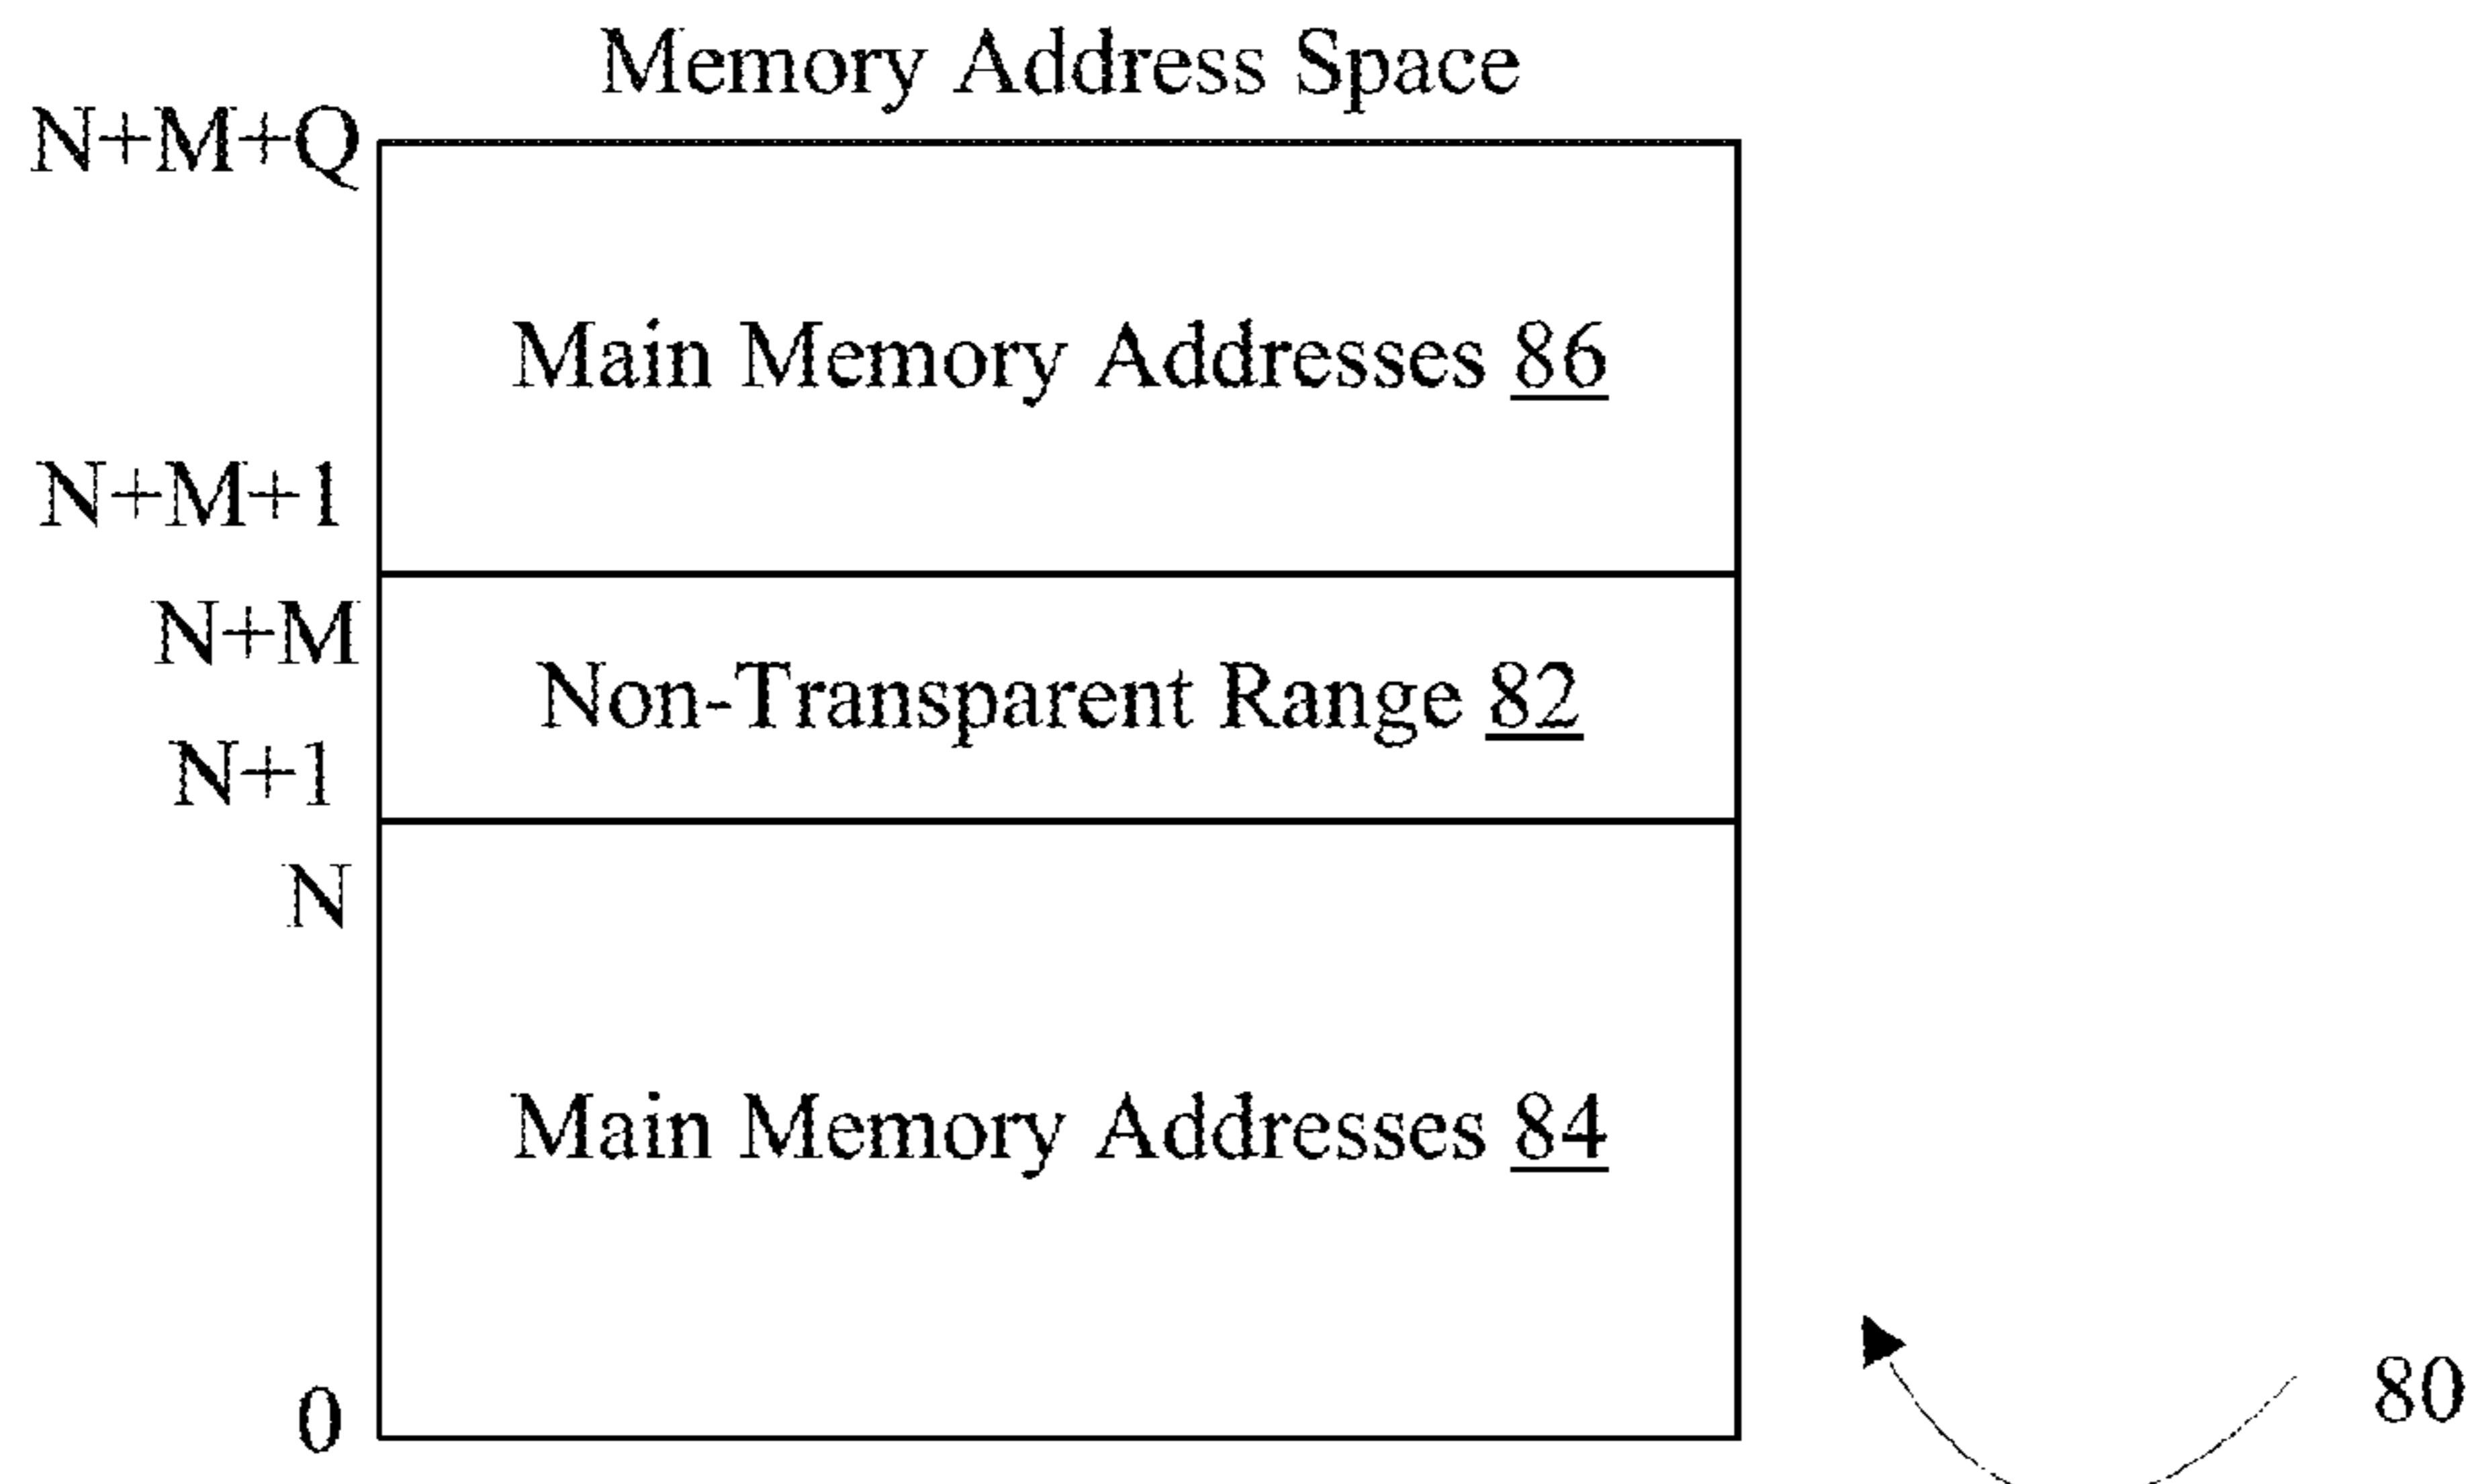 Memory Address Space
N+M+Q
Main Memory Addresses 86
N+M+1
N+M
Non-Transparent Range 82
N+1
N
Main Memory Addresses 84
0
80